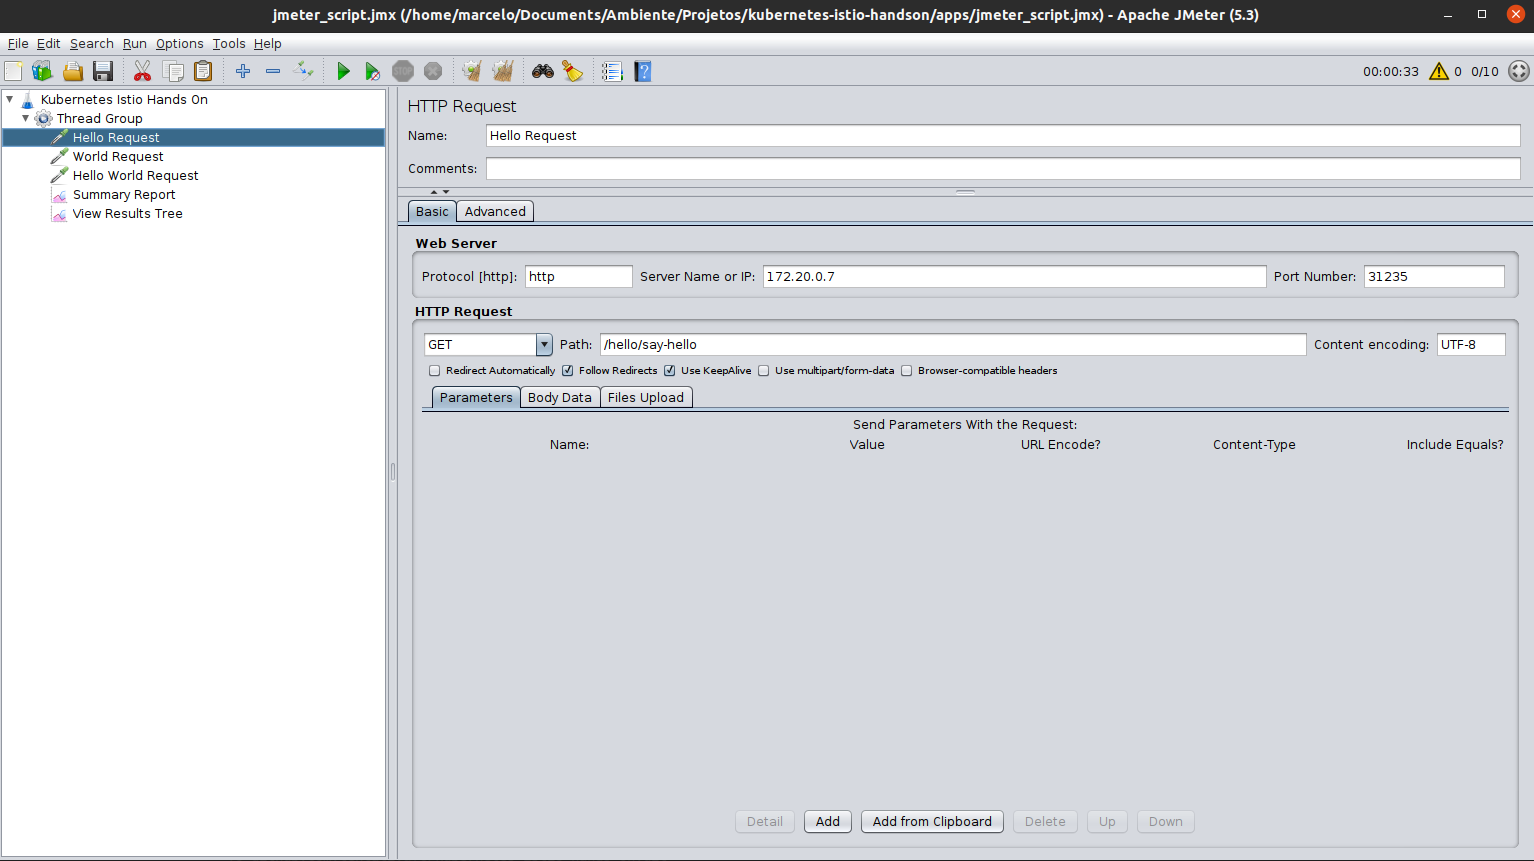 jmeter_script.jmx (/home/marcelo/Documents/Ambiente/Projetos/kubernetes-istio-handson/apps/jmeter_script.jmx) - Apache JMeter (5.3)
File Edit Search Run Options Tools Help
STOP 00:00:33 0 0/10
Kubernetes Istio Hands On
Thread Group
Hello Request
World Request
Hello World Request
Summary Report
View Results Tree
HTTP Request
Name: Hello Request
Comments:
Basic Advanced
Web Server
Protocol [http]: http Server Name or IP: 172.20.0.7 Port Number: 31235
HTTP Request
GET Path: /hello/say-hello Content encoding: UTF-8
Redirect Automatically Follow Redirects Use KeepAlive Use multipart/form-data Browser-compatible headers
Parameters Body Data Files Upload
Send Parameters With the Request:
Name: Value URL Encode? Content-Type Include Equals?
Detail Add Add from Clipboard Delete Up Down